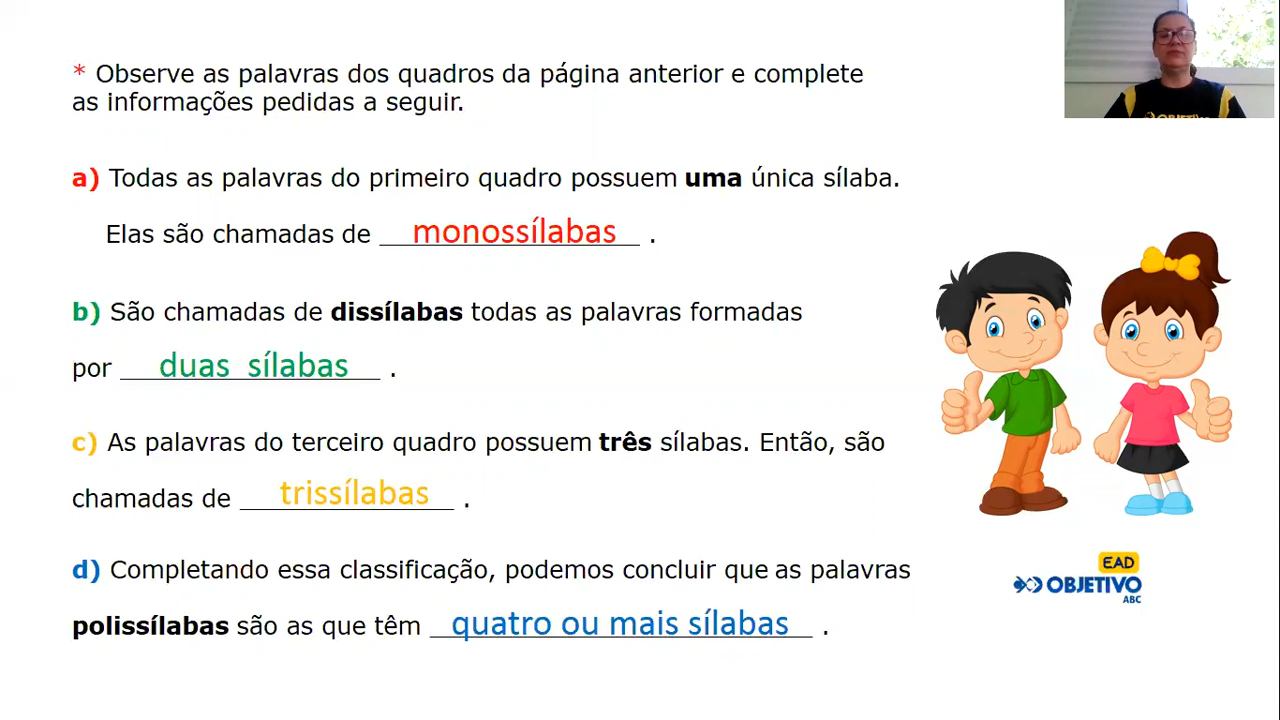 * Observe as palavras dos quadros da página anterior e complete
as informações pedidas a seguir.
a) Todas as palavras do primeiro quadro possuem uma única sílaba.
Elas são chamadas de monossílabas .
b) São chamadas de dissílabas todas as palavras formadas
por duas sílabas .
c) As palavras do terceiro quadro possuem três sílabas. Então, são
chamadas de trissílabas .
d) Completando essa classificação, podemos concluir que as palavras
polissílabas são as que têm quatro ou mais sílabas .
EAD
OBJETIVO
ABC
OBJETIVO